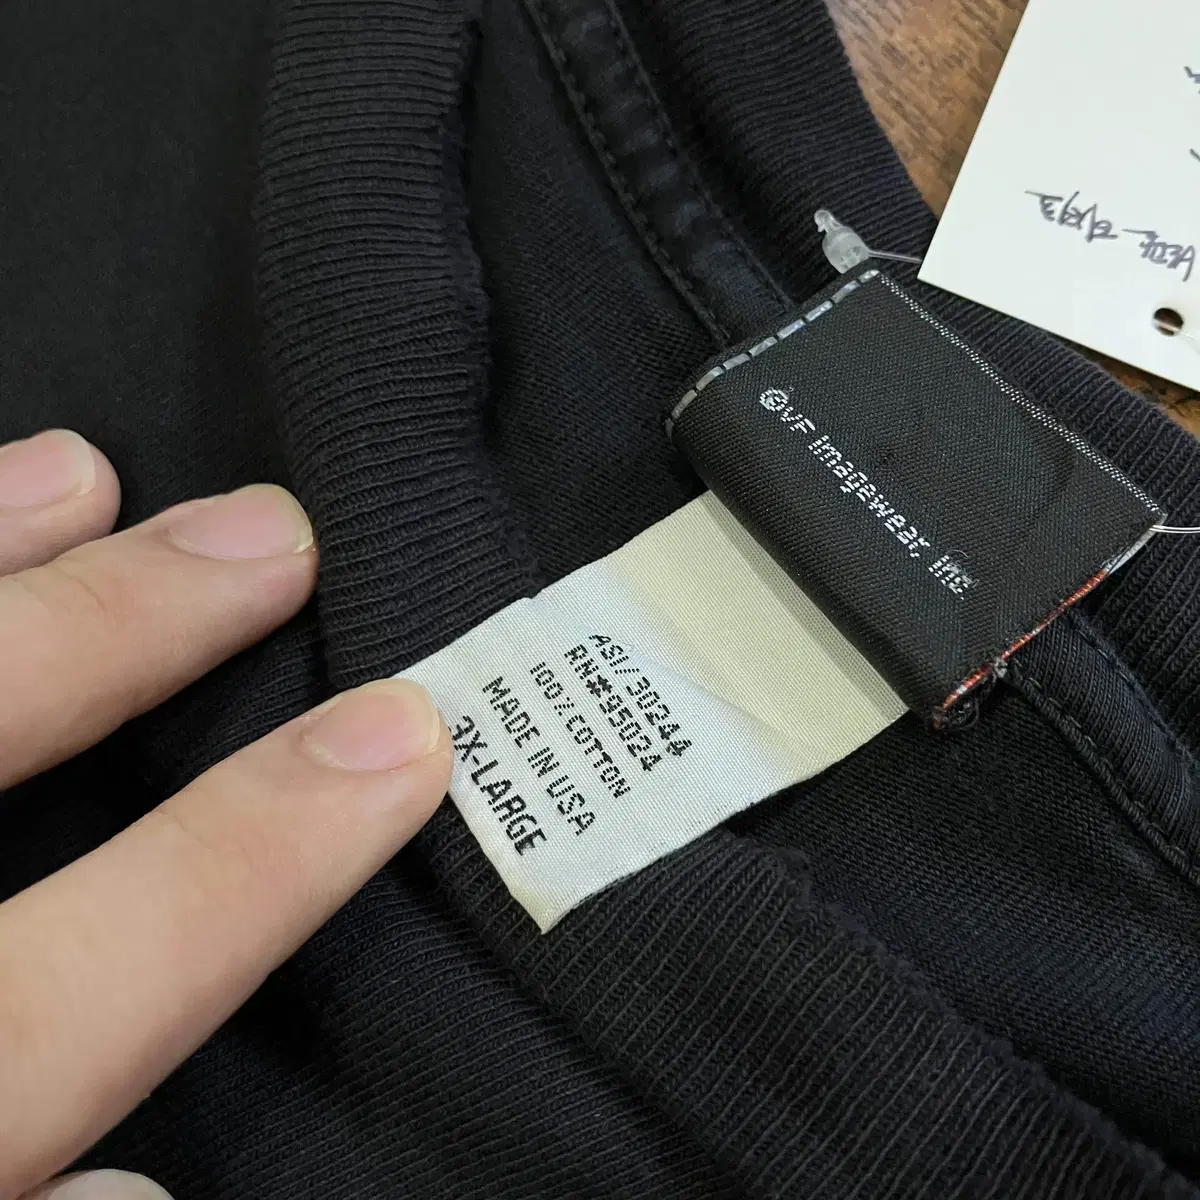 ©VF Imagewear, Inc.
ASI//30244
RN#95024
100% COTTON
MADE IN USA
3X-LARGE